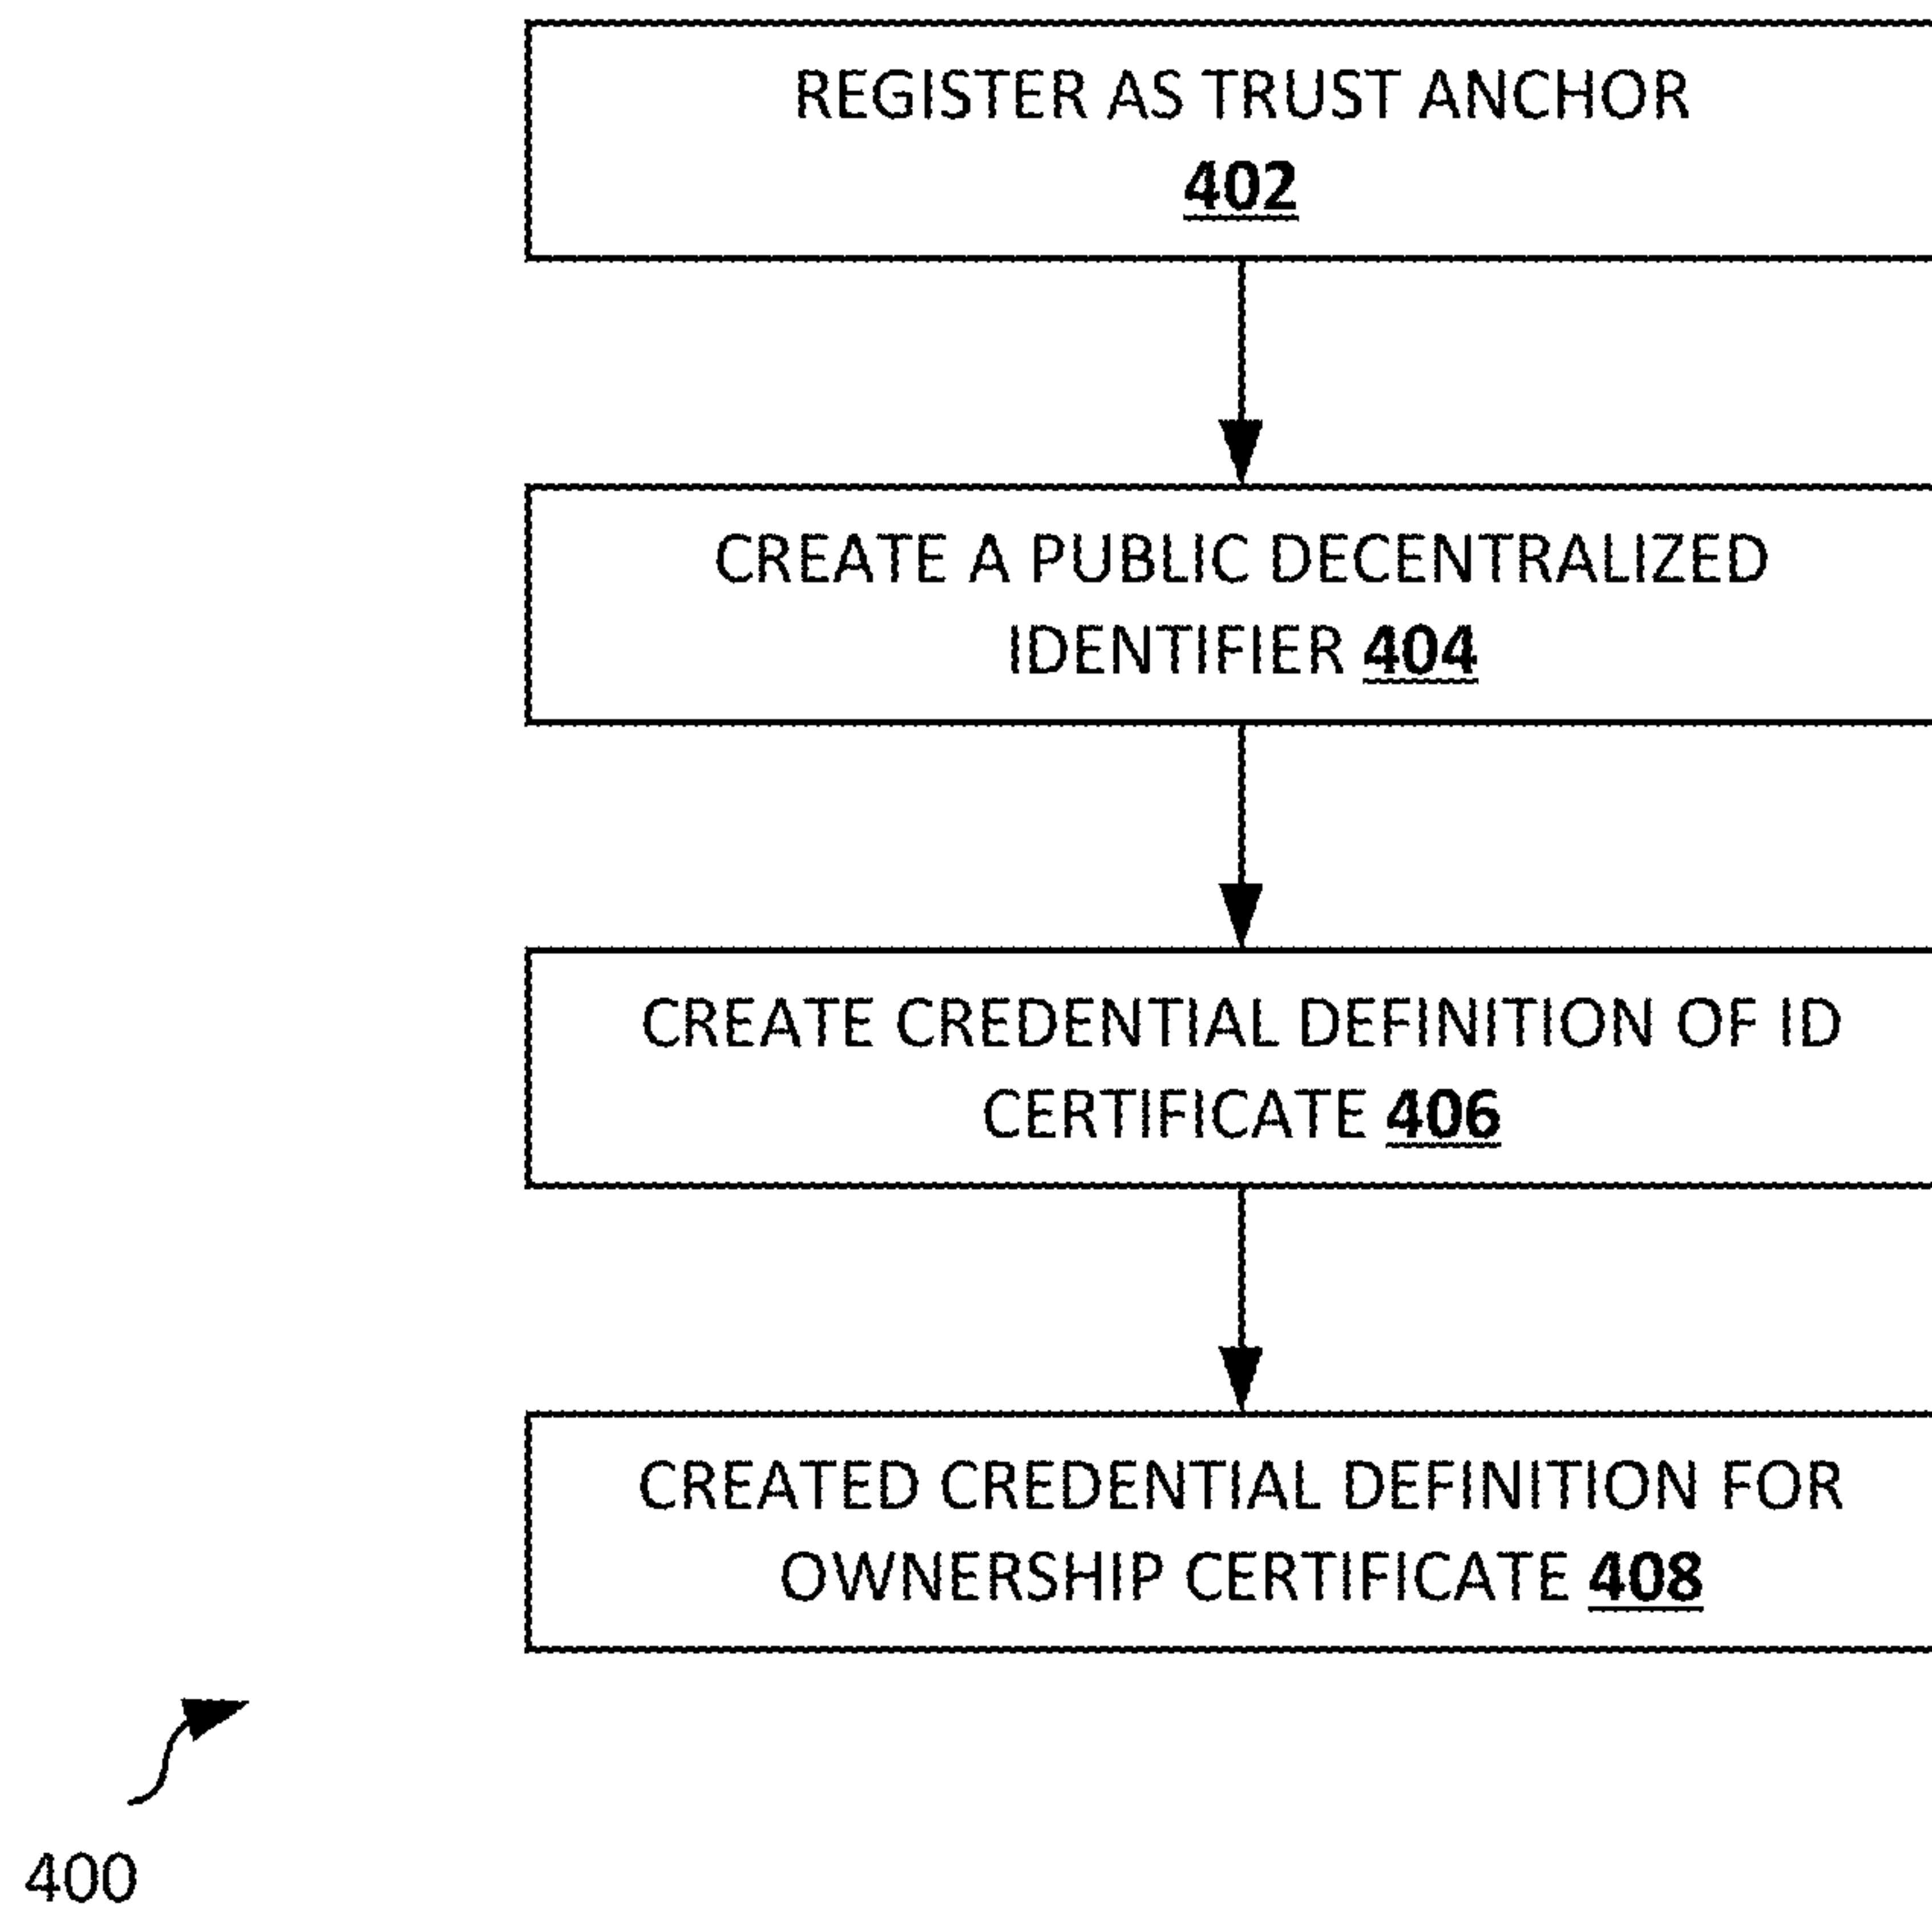 REGISTER AS TRUST ANCHOR
402
CREATE A PUBLIC DECENTRALIZED
IDENTIFIER 404
CREATE CREDENTIAL DEFINITION OF ID
CERTIFICATE 406
CREATED CREDENTIAL DEFINITION FOR
OWNERSHIP CERTIFICATE 408
400